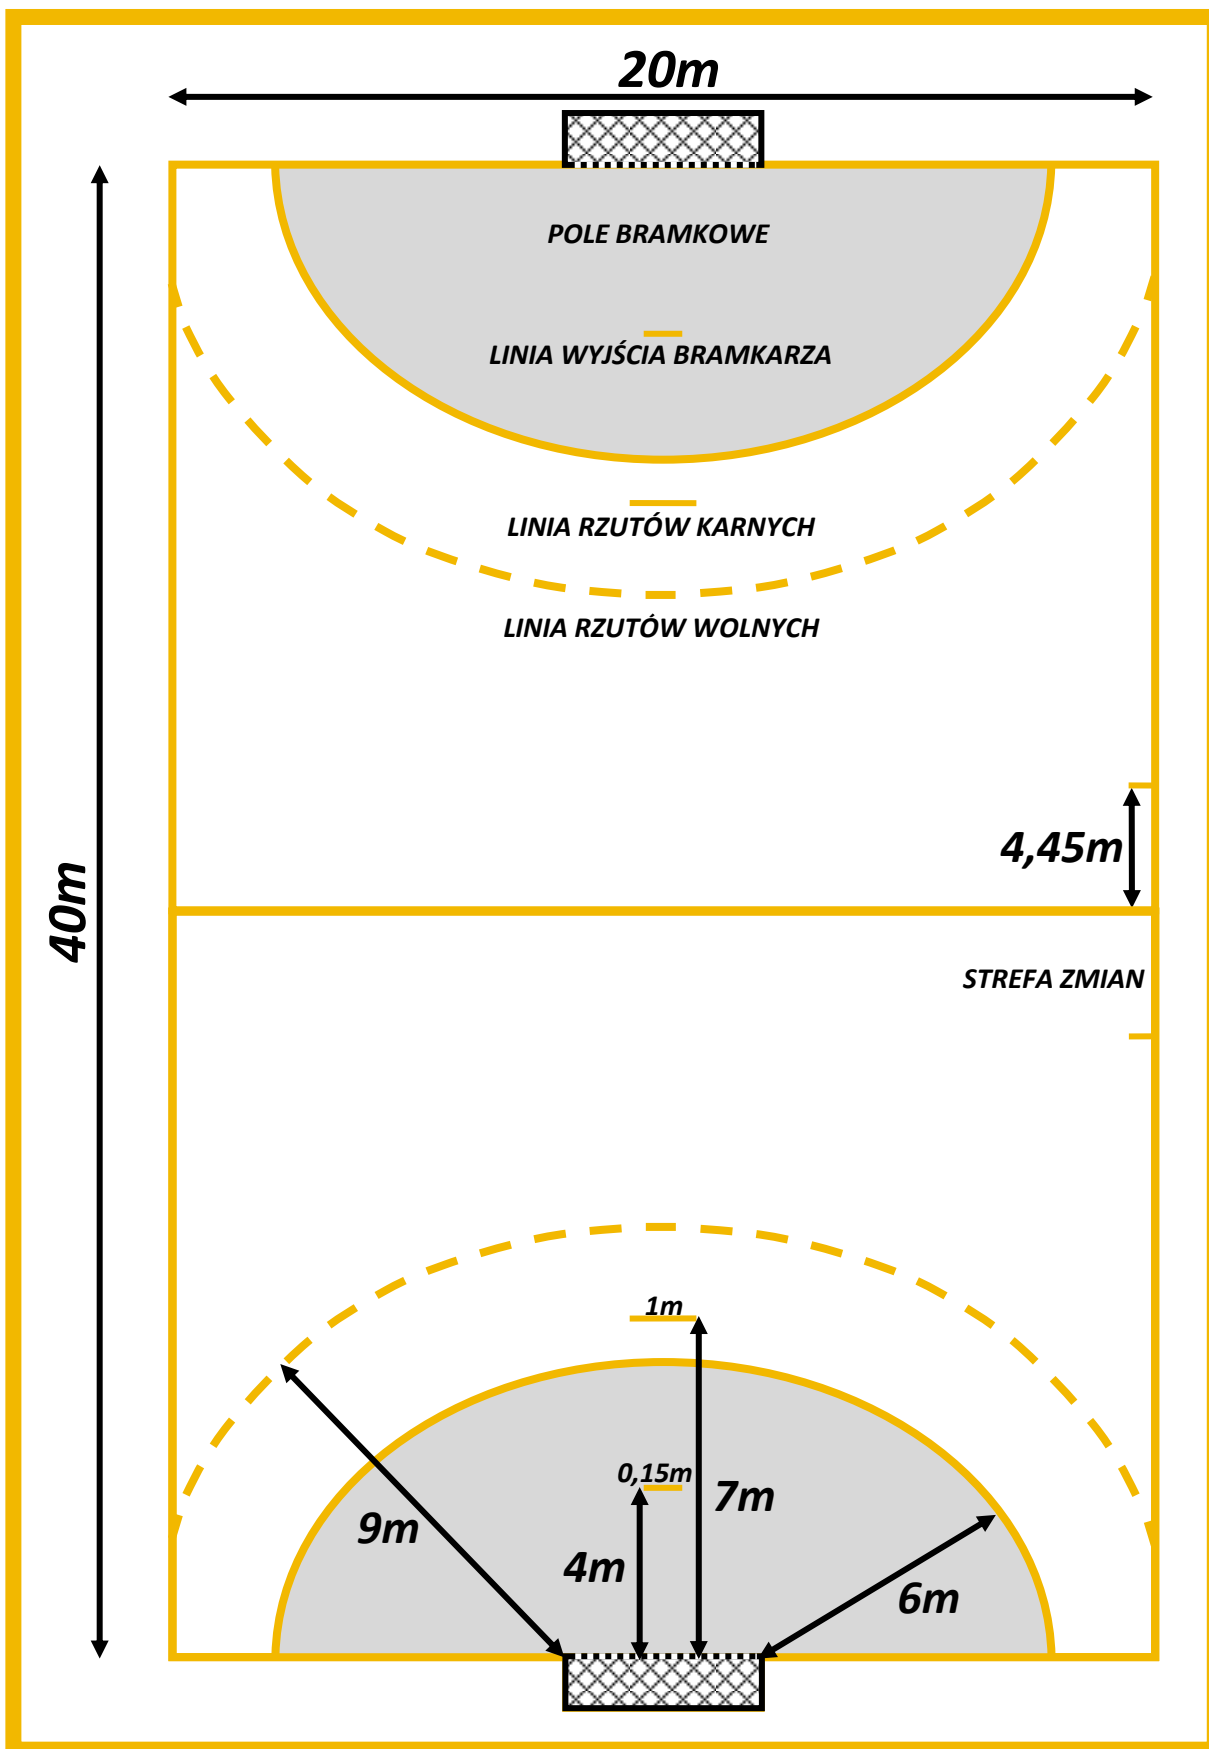 20m
POLE BRAMKOWE
LINIA WYJŚCIA BRAMKARZA
LINIA RZUTÓW KARNYCH
LINIA RZUTÓW WOLNYCH
4,45m
40m
STREFA ZMIAN
1m
0,15m
7m
9m
4m
6m